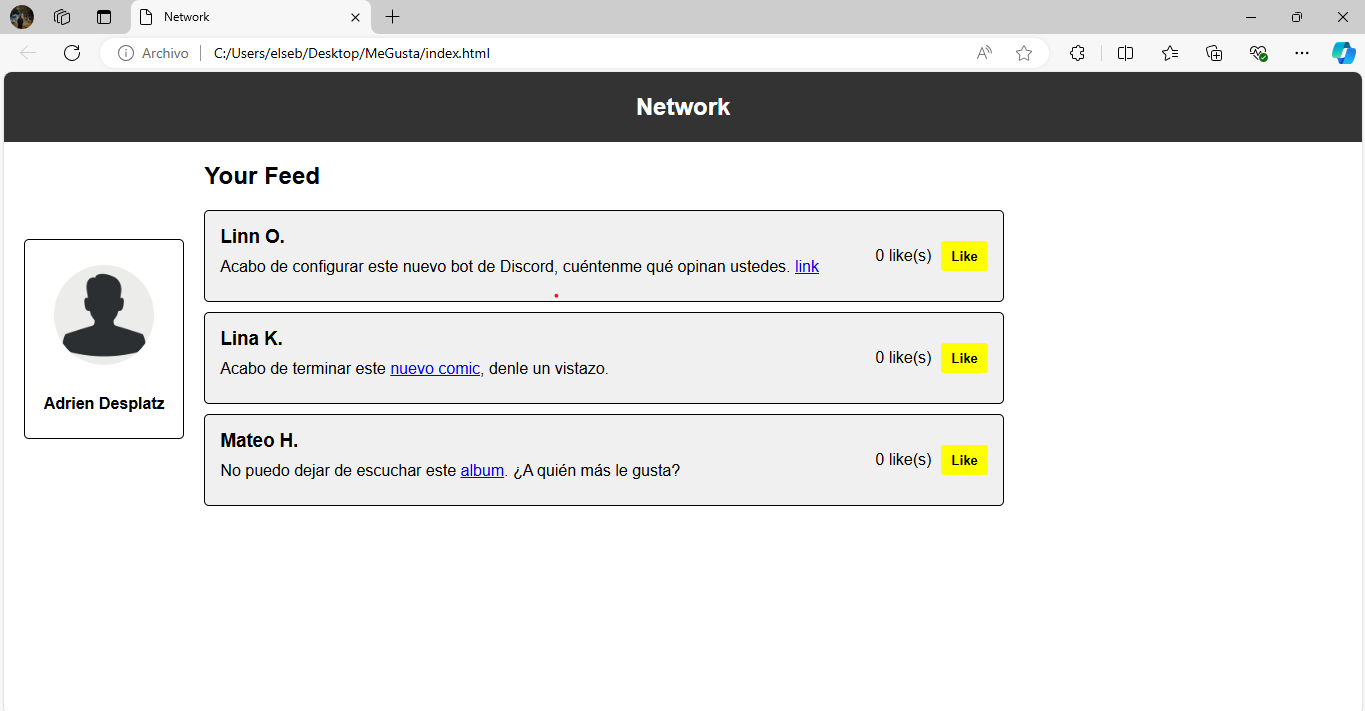 Network
Archivo
C:/Users/elseb/Desktop/MeGusta/index.html
Network
Your Feed
Linn O.
Acabo de configurar este nuevo bot de Discord, cuéntenme qué opinan ustedes. link
0 like(s) Like
Adrien Desplatz
Lina K.
Acabo de terminar este nuevo comic, denle un vistazo.
0 like(s) Like
Mateo H.
No puedo dejar de escuchar este album. ¿A quién más le gusta?
0 like(s) Like